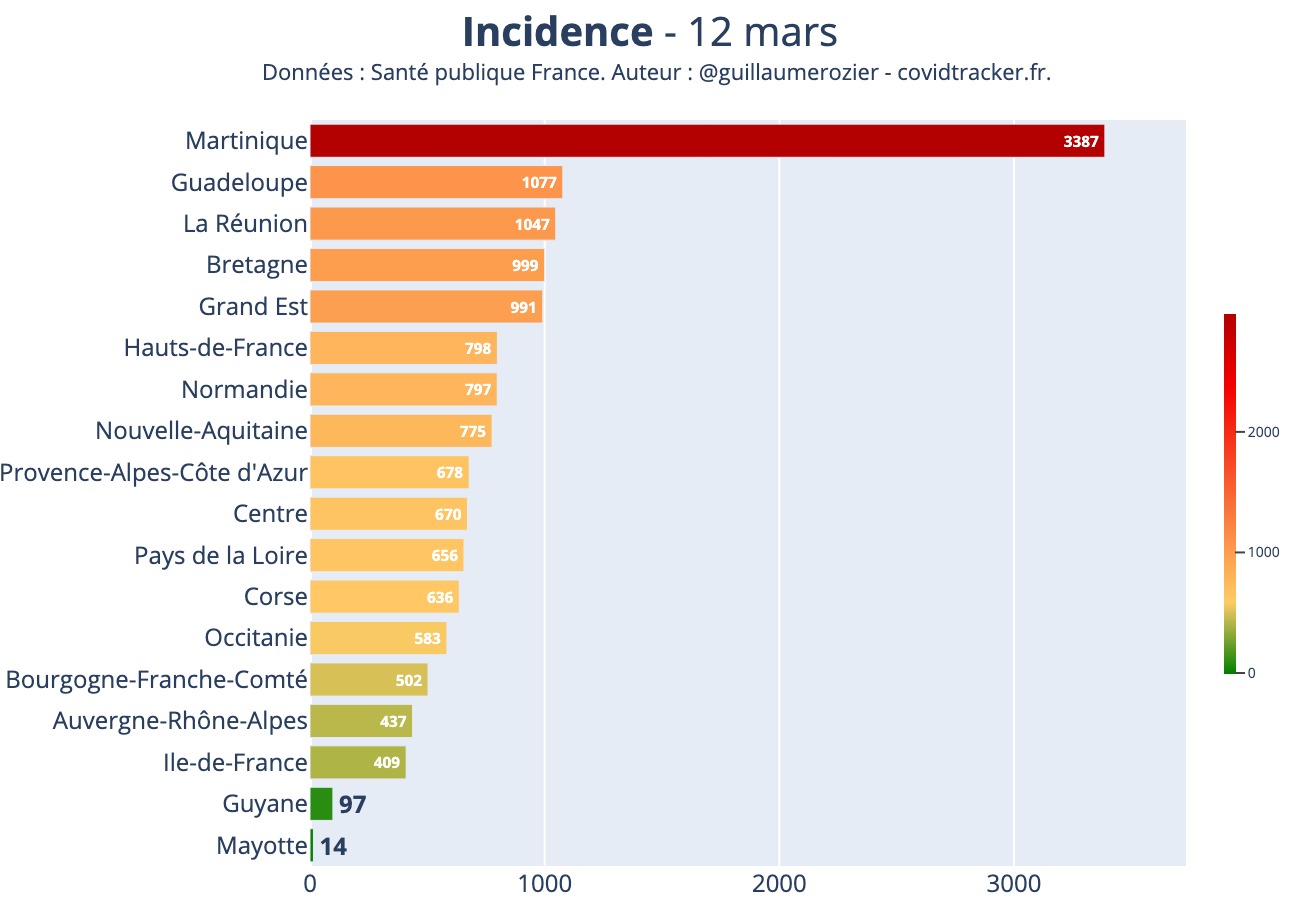 Incidence - 12 mars
Données : Santé publique France. Auteur : @guillaumerozier - covidtracker.fr.
Martinique 3387
Guadeloupe 1077
La Réunion 1047
Bretagne 999
Grand Est 991
Hauts-de-France 798
Normandie 797
Nouvelle-Aquitaine 775
Provence-Alpes-Côte d'Azur 678
Centre 670
Pays de la Loire 656
Corse 636
Occitanie 583
Bourgogne-Franche-Comté 502
Auvergne-Rhône-Alpes 437
Ile-de-France 409
Guyane 97
Mayotte 14
0 1000 2000 3000
2000
1000
0